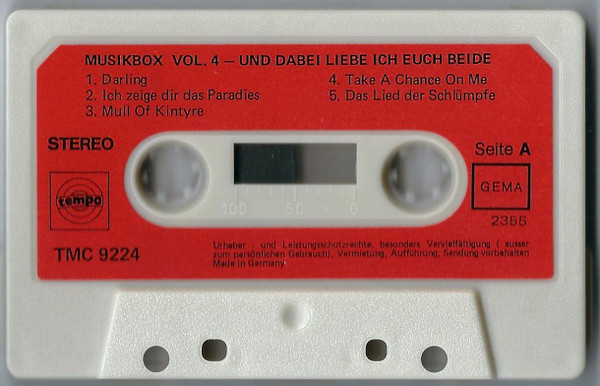 MUSIKBOX VOL. 4 – UND DABEI LIEBE ICH EUCH BEIDE
1. Darling
2. Ich zeige dir das Paradies
3. Mull Of Kintyre
4. Take A Chance On Me
5. Das Lied der Schlümpfe
STEREO
Seite A
tempo
GEMA
2355
100 50 0
TMC 9224
Urheber - und Leistungsschutzrechte, besonders Vervielfältigung ( ausser
zum persönlichen Gebrauch), Vermietung, Aufführung, Sendung vorbehalten
Made in Germany.